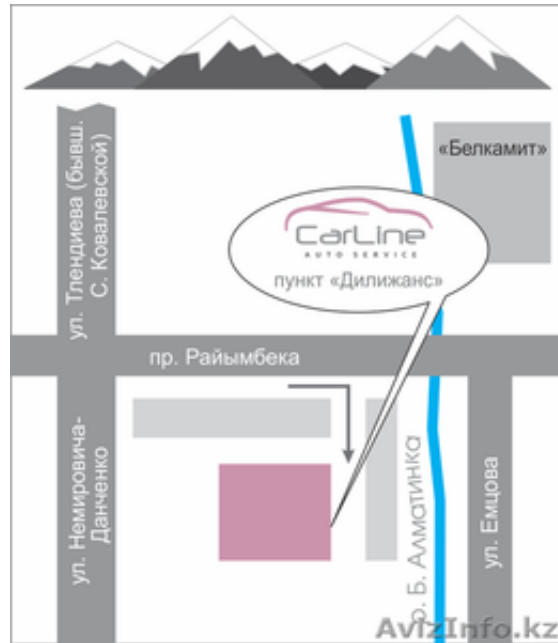 ул. Тлендиева (бывш.
С. Ковалевской)
«Белкамит»
CarLine
AUTO SERVICE
пункт «Дилижанс»
пр. Райымбека
ул. Немировича-
Данченко
р. Б. Алматинка
ул. Емцова
AvizInfo.kz